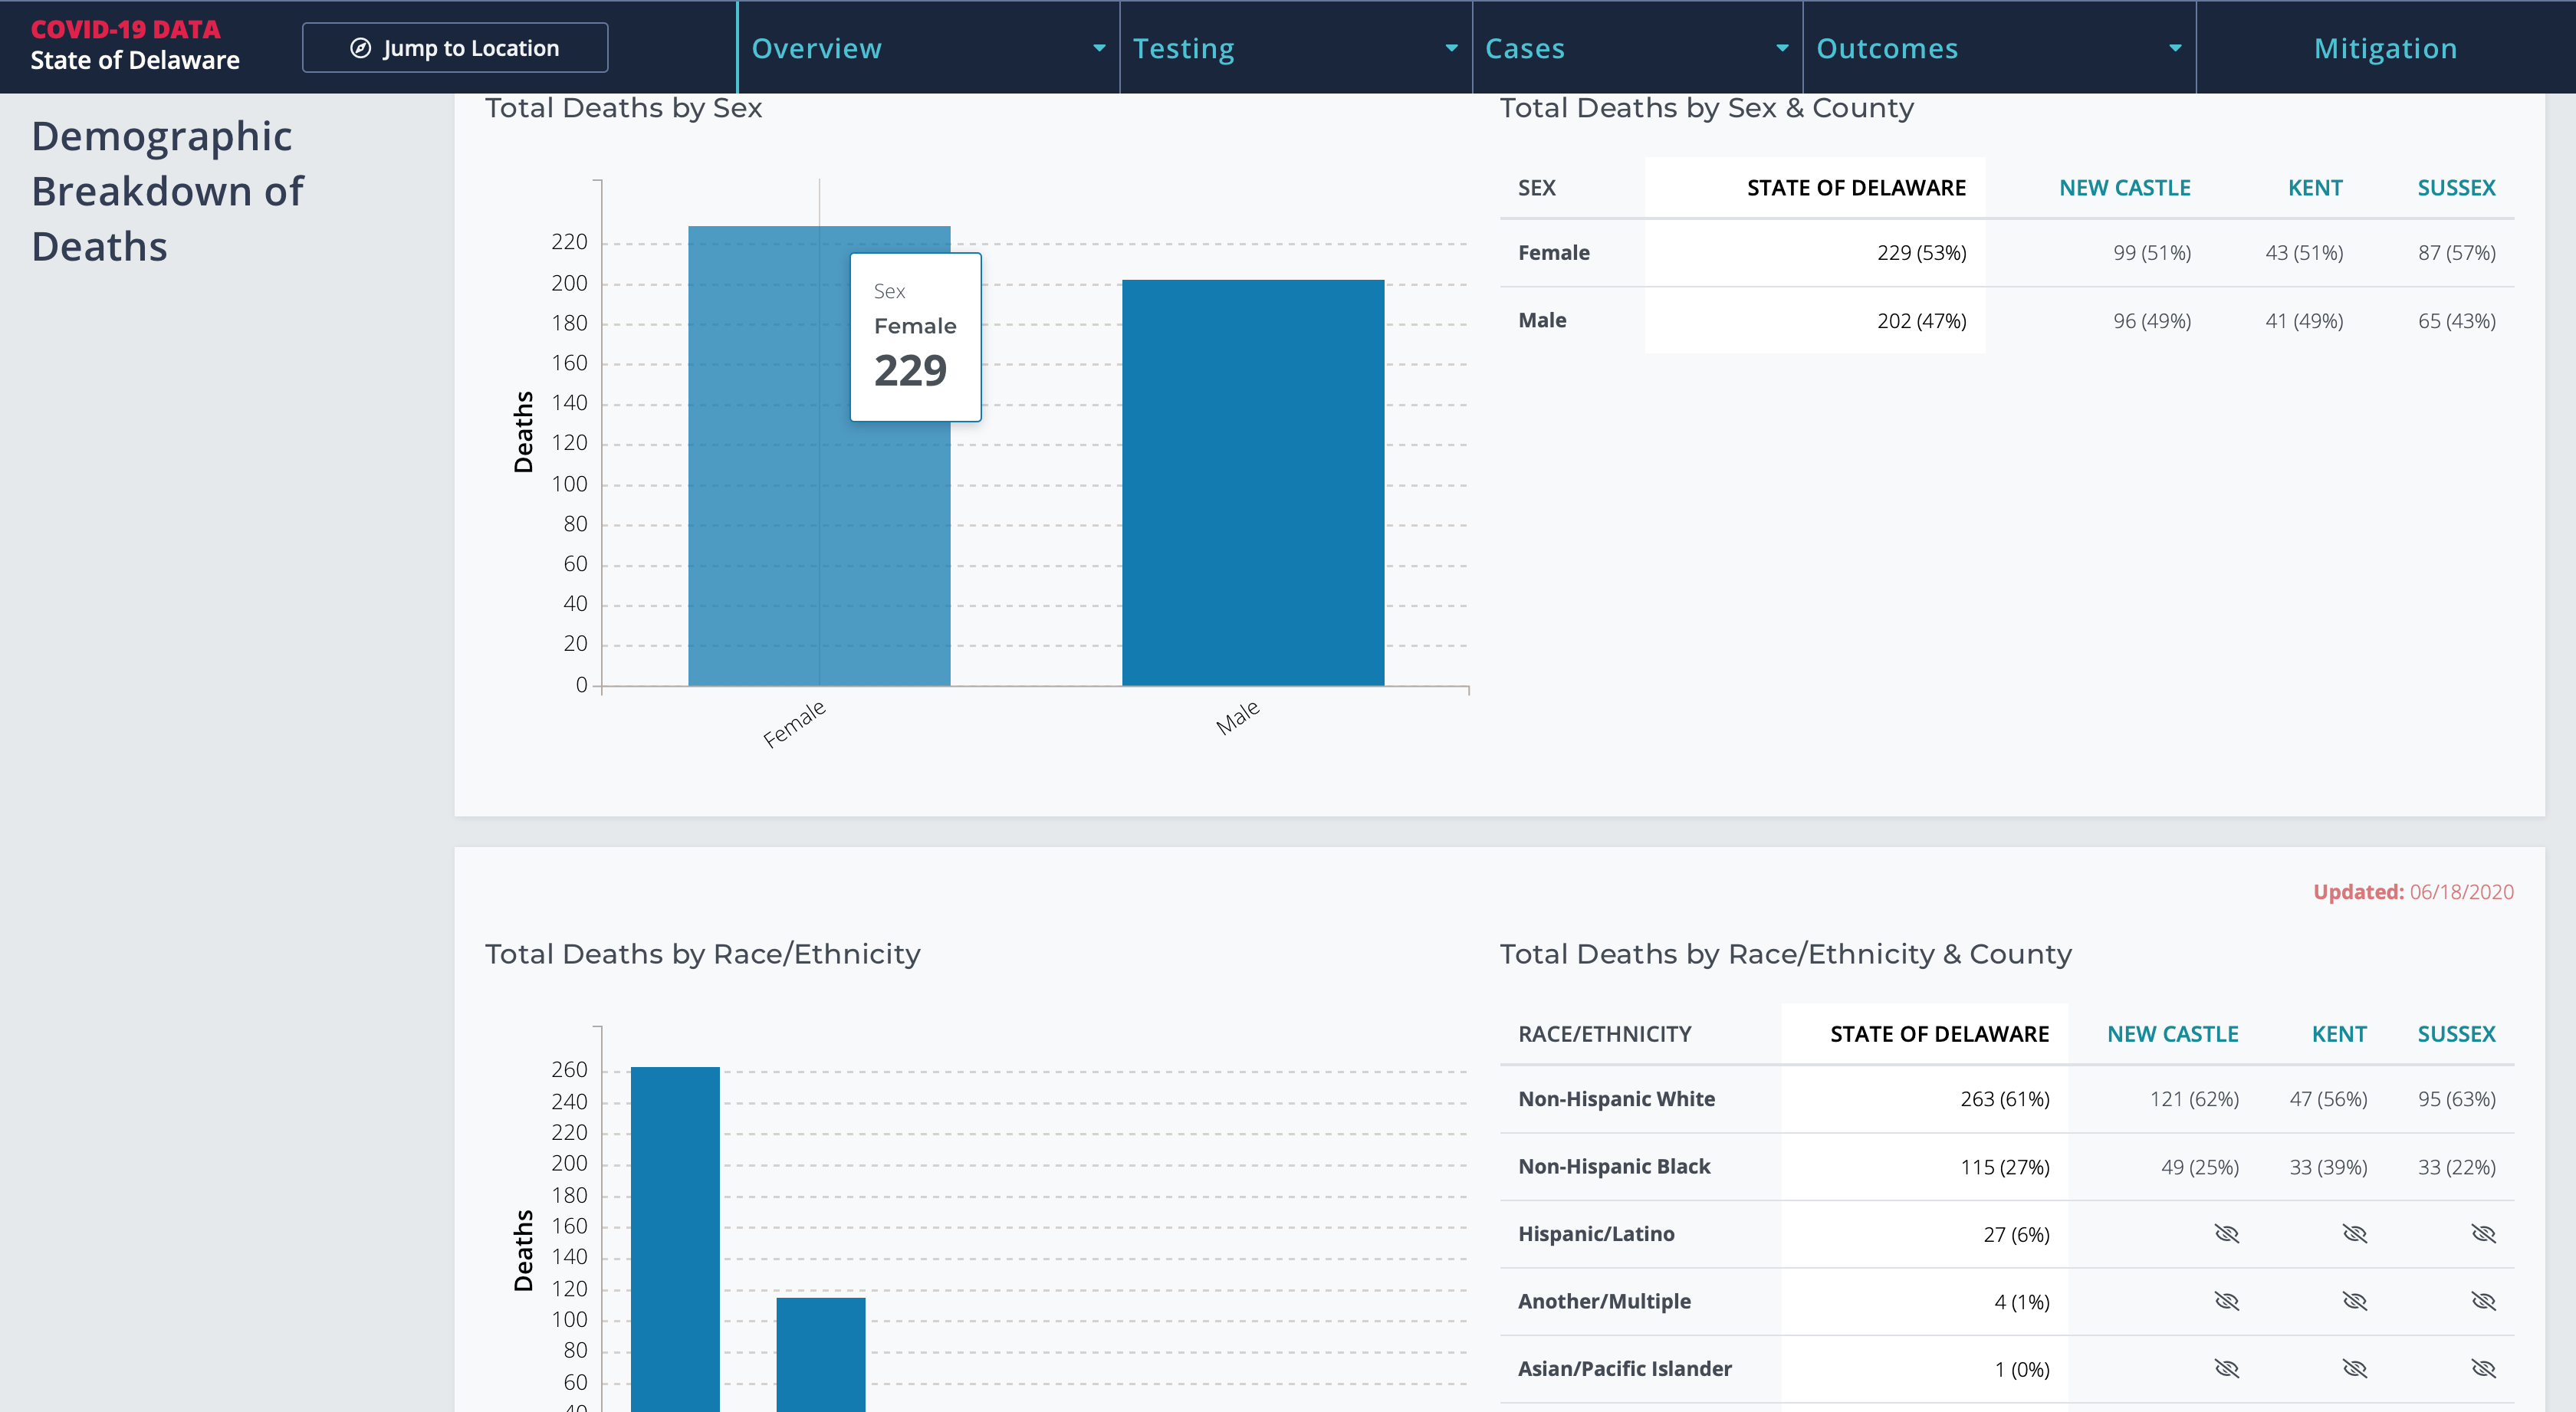 COVID-19 DATA
State of Delaware
Jump to Location
Overview
Testing
Cases
Outcomes
Mitigation
Demographic
Breakdown of
Deaths
Total Deaths by Sex
220
200
180
160
140
120
100
80
60
40
20
0
Deaths
Sex
Female
229
Female
Male
Total Deaths by Sex & County
SEX STATE OF DELAWARE NEW CASTLE KENT SUSSEX
Female 229 (53%) 99 (51%) 43 (51%) 87 (57%)
Male 202 (47%) 96 (49%) 41 (49%) 65 (43%)
Updated: 06/18/2020
Total Deaths by Race/Ethnicity
260
240
220
200
180
160
140
120
100
80
60
40
Deaths
Total Deaths by Race/Ethnicity & County
RACE/ETHNICITY STATE OF DELAWARE NEW CASTLE KENT SUSSEX
Non-Hispanic White 263 (61%) 121 (62%) 47 (56%) 95 (63%)
Non-Hispanic Black 115 (27%) 49 (25%) 33 (39%) 33 (22%)
Hispanic/Latino 27 (6%)
Another/Multiple 4 (1%)
Asian/Pacific Islander 1 (0%)